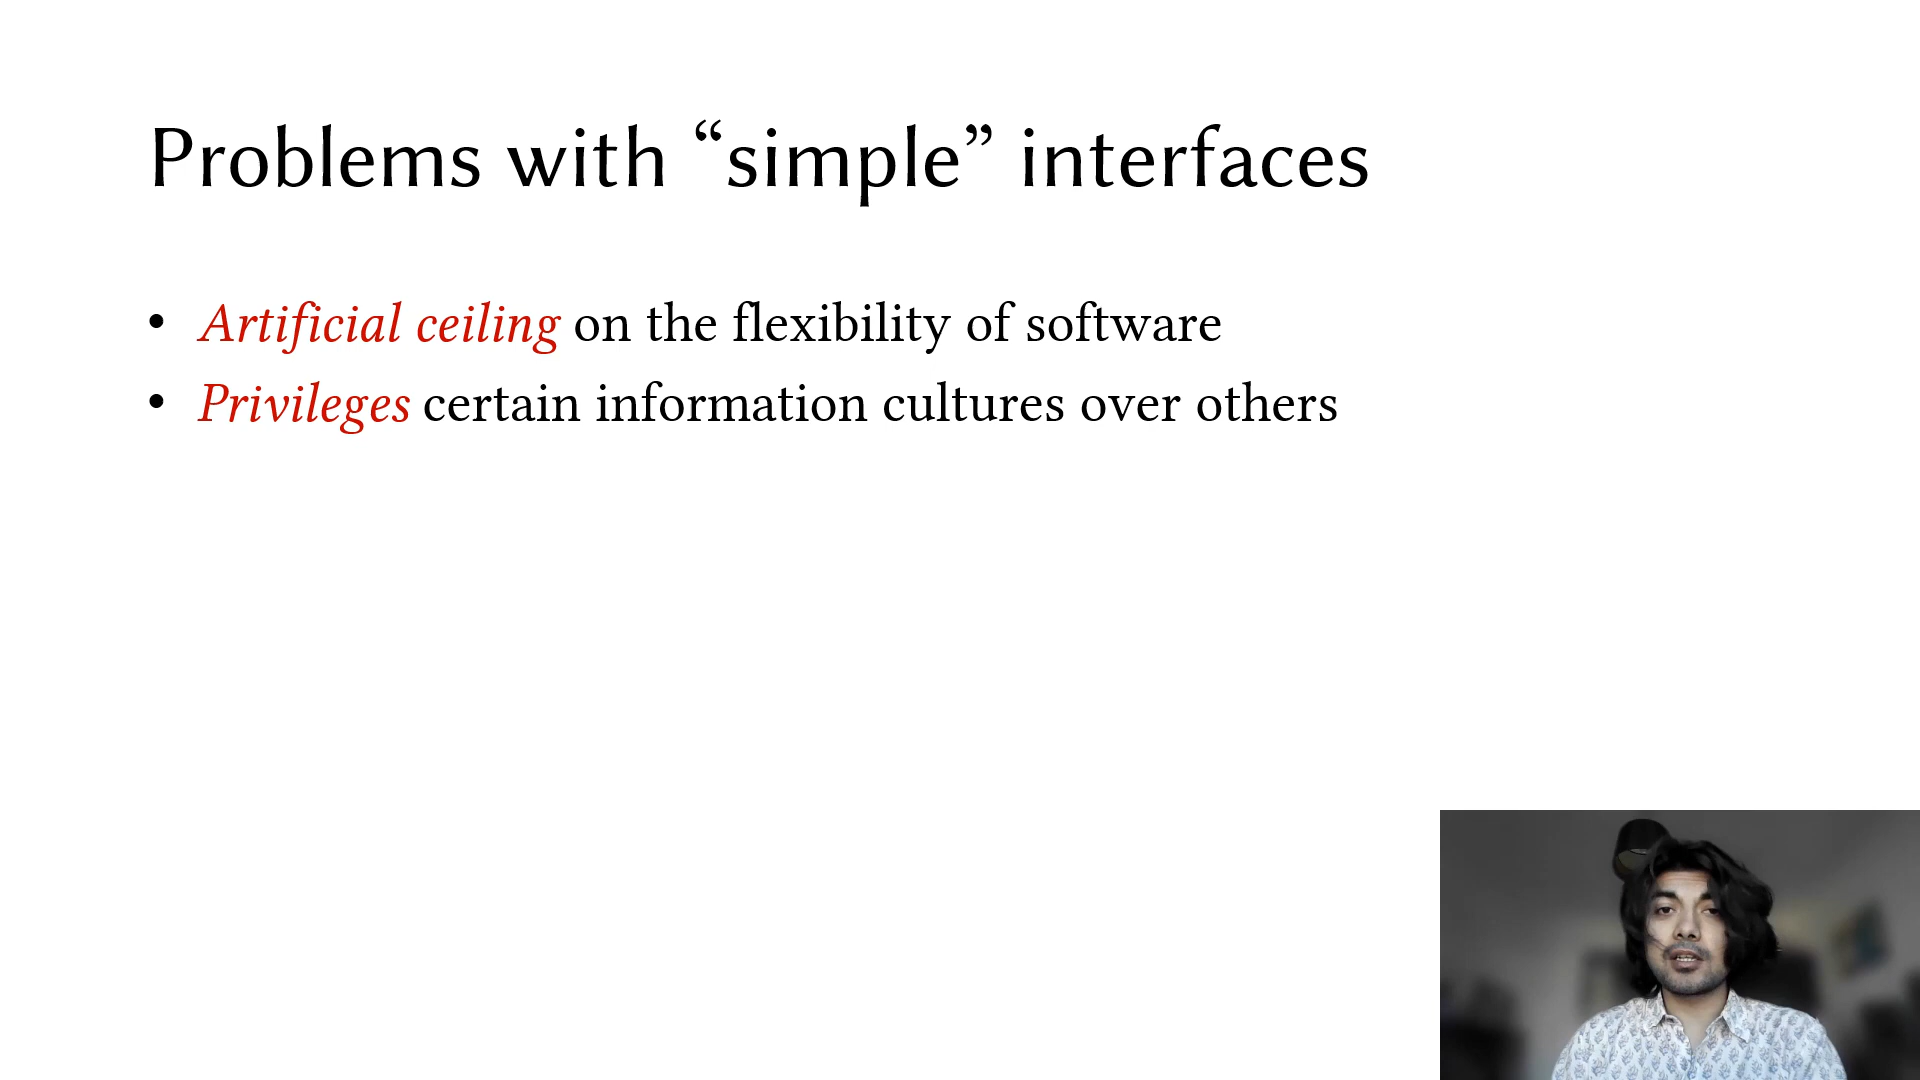 Problems with “simple” interfaces
• Artificial ceiling on the flexibility of software
• Privileges certain information cultures over others